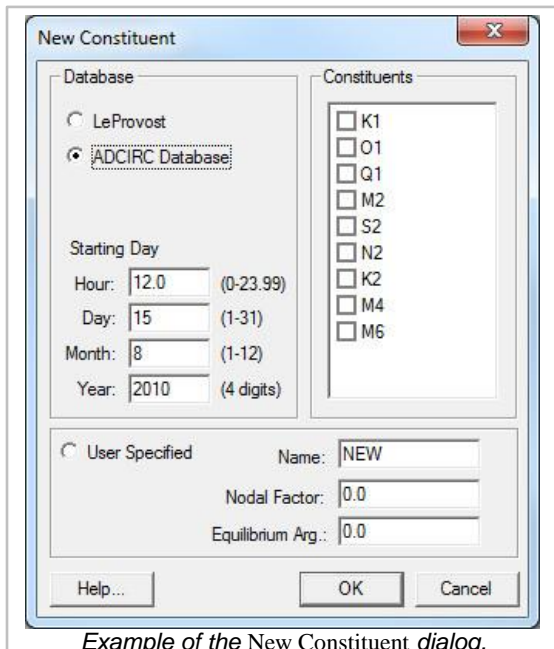 New Constituent
Database
LeProvost
ADCIRC Database
Starting Day
Hour: 12.0 (0-23.99)
Day: 15 (1-31)
Month: 8 (1-12)
Year: 2010 (4 digits)
Constituents
K1
O1
Q1
M2
S2
N2
K2
M4
M6
User Specified
Name: NEW
Nodal Factor: 0.0
Equilibrium Arg.: 0.0
Help... OK Cancel
Example of the New Constituent dialog.